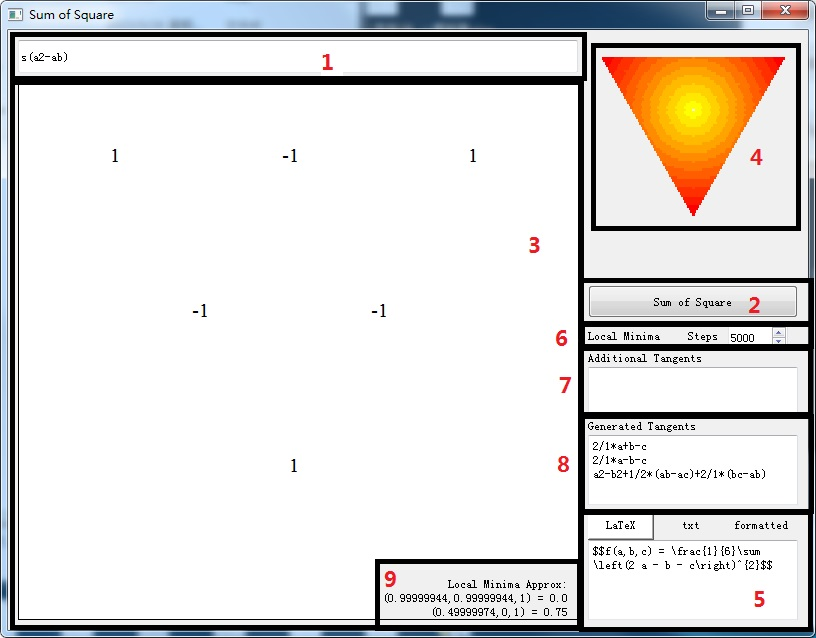 Sum of Square
s(a2-ab)
1
4
1 -1 1
3
-1 -1
1
Sum of Square
2
6
Local Minima Steps 5000
7
Additional Tangents
8
Generated Tangents
2/1*a+b-c
2/1*a-b-c
a2-b2+1/2*(ab-ac)+2/1*(bc-ab)
LaTeX txt formatted
$$f(a,b,c) = \frac{1}{6}\sum
\left(2 a - b - c\right)^{2}$$
5
9
Local Minima Approx:
(0.99999944,0.99999944,1) = 0.0
(0.49999974,0,1) = 0.75